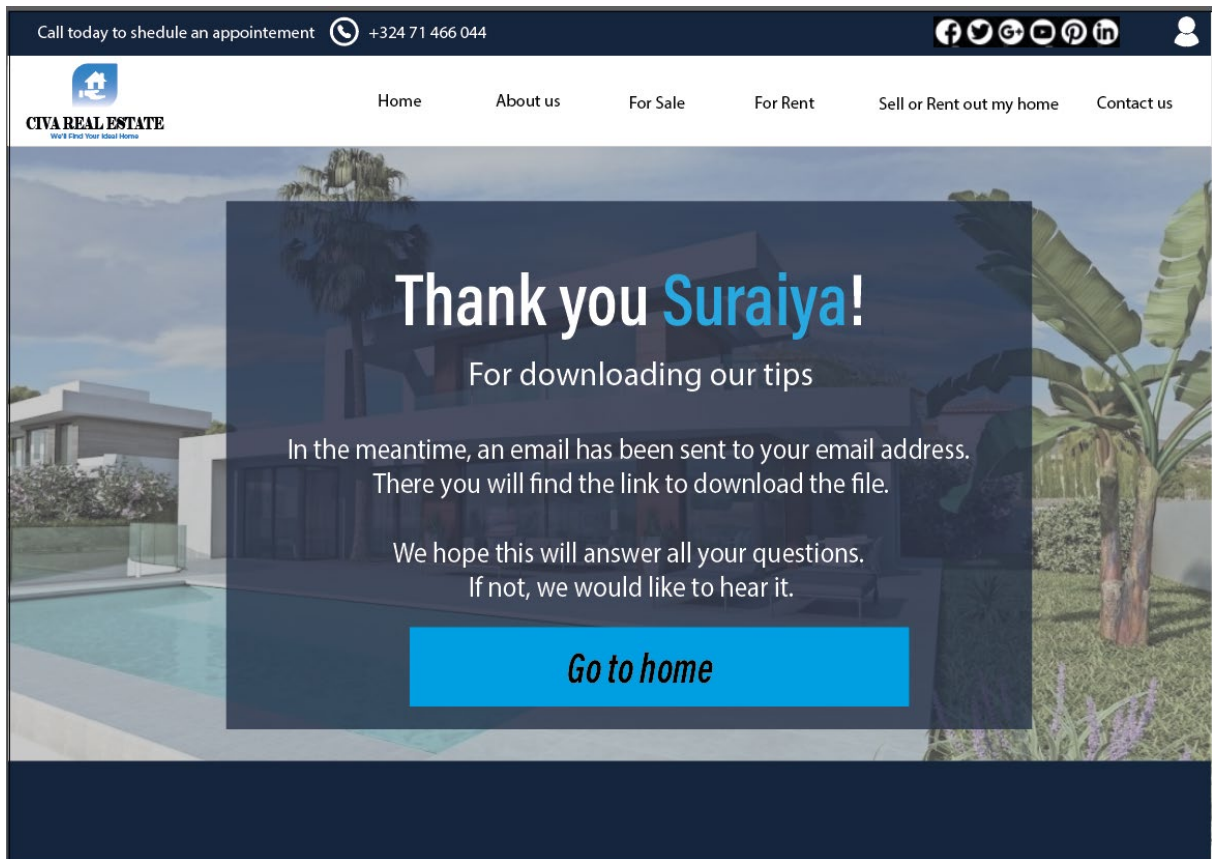 Call today to shedule an appointement +324 71 466 044
CIVA REAL ESTATE
We'll Find Your Ideal Home
Home About us For Sale For Rent Sell or Rent out my home Contact us
Thank you Suraiya!
For downloading our tips
In the meantime, an email has been sent to your email address.
There you will find the link to download the file.
We hope this will answer all your questions.
If not, we would like to hear it.
Go to home